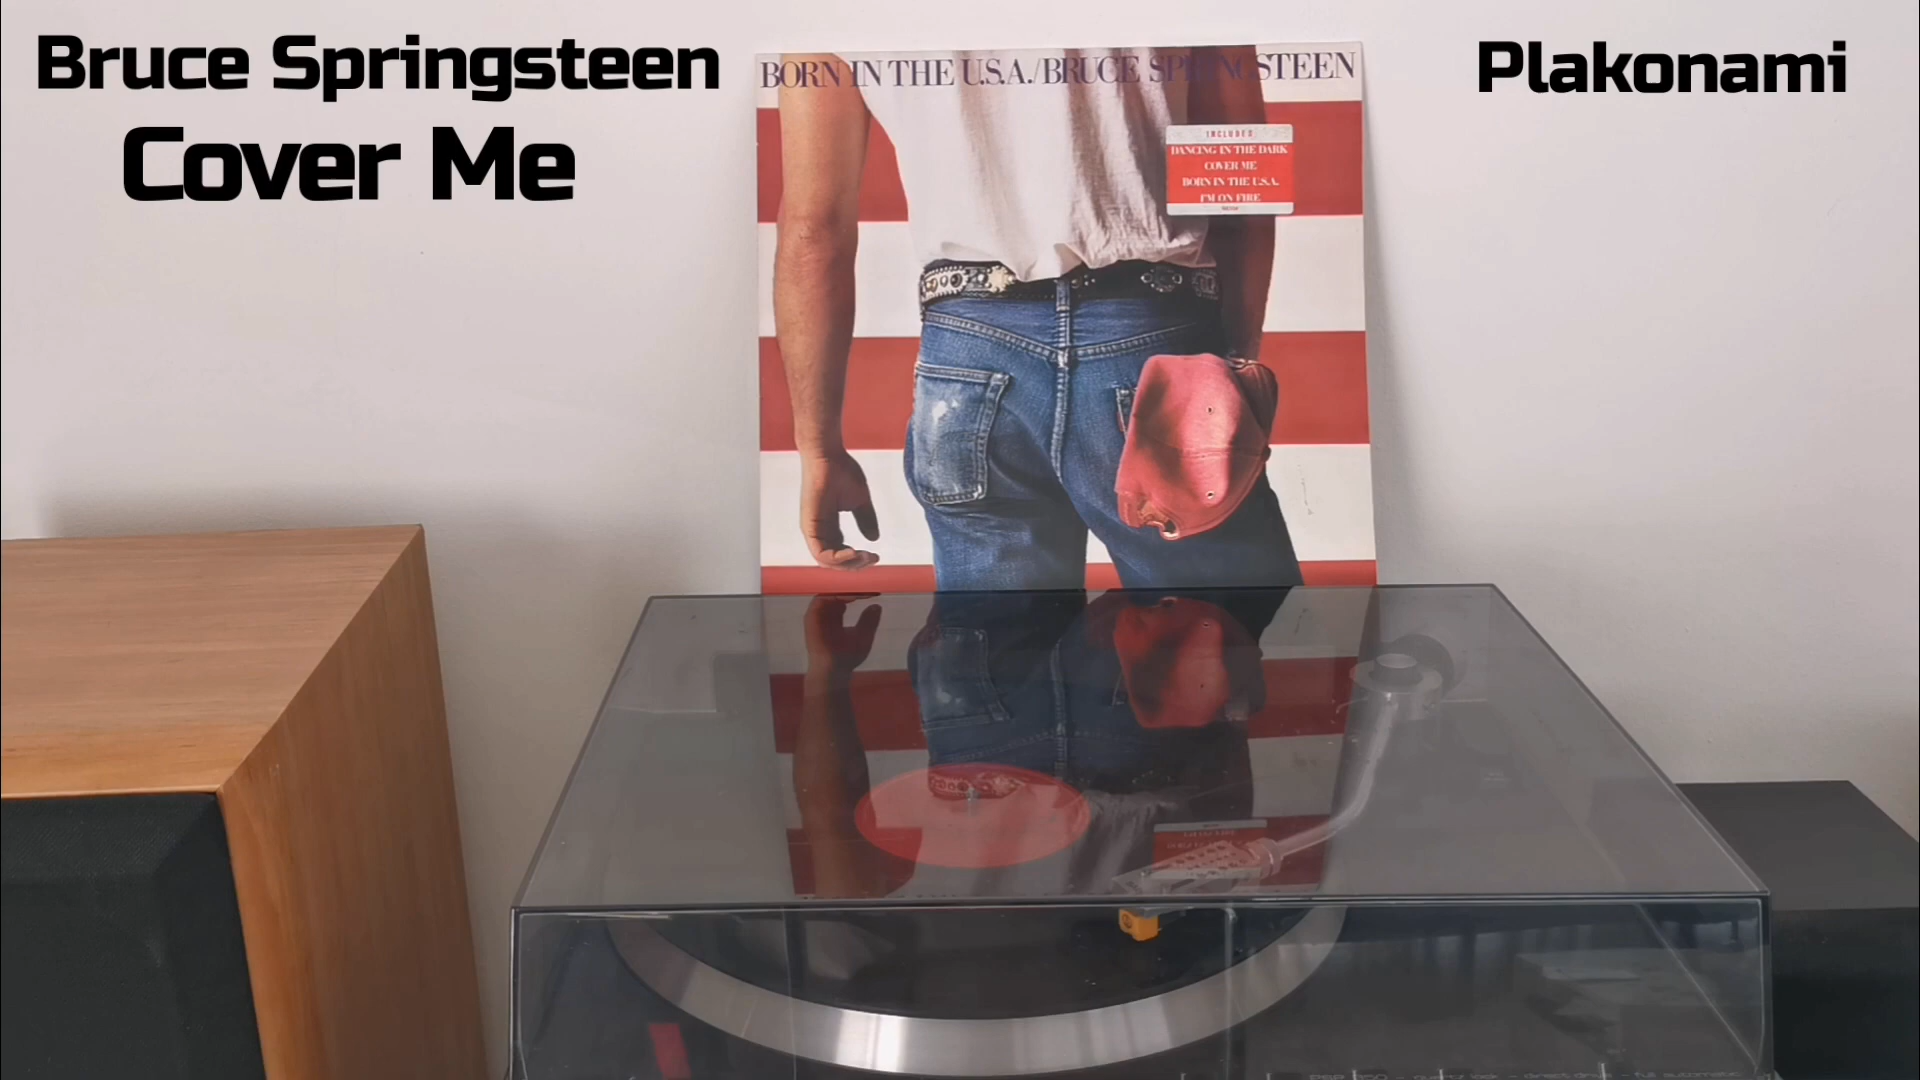 Bruce Springsteen
Cover Me
Plakonami
BORN IN THE U.S.A./BRUCE SPRINGSTEEN
INCLUDES
DANCING IN THE DARK
COVER ME
BORN IN THE U.S.A.
I'M ON FIRE